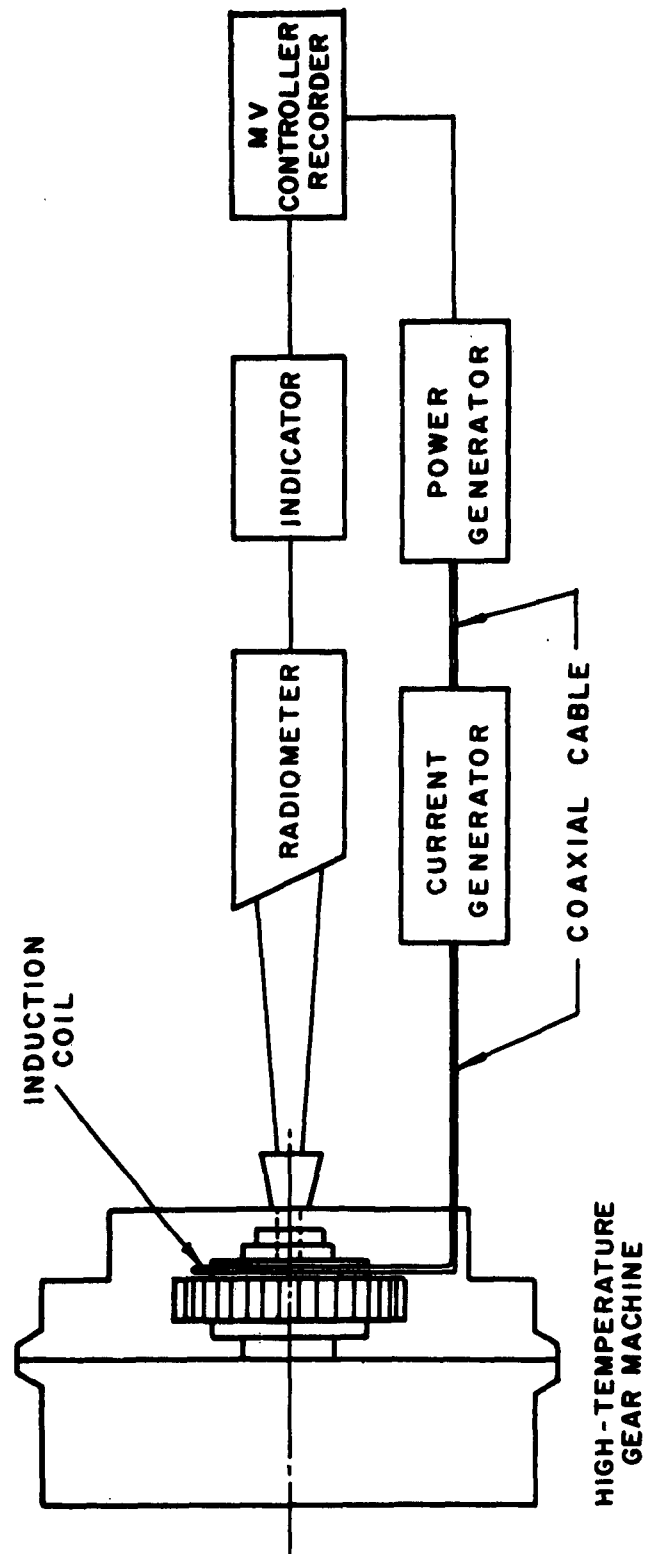 MV
CONTROLLER
RECORDER
INDICATOR
RADIOMETER
POWER
GENERATOR
CURRENT
GENERATOR
COAXIAL CABLE
INDUCTION
COIL
HIGH-TEMPERATURE
GEAR MACHINE